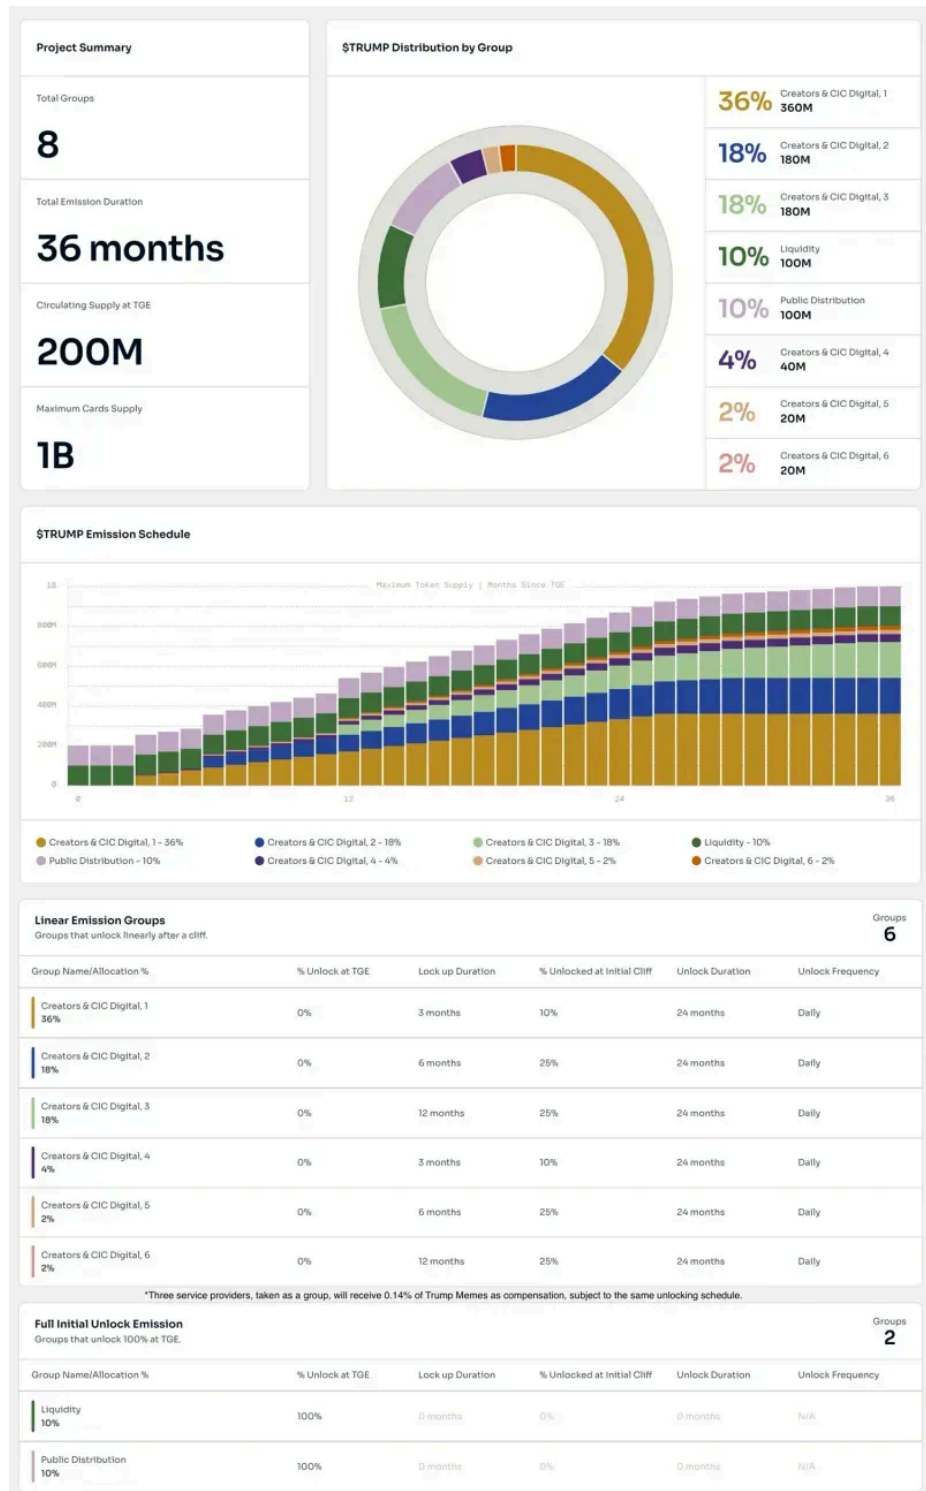 Project Summary
Total Groups
8
Total Emission Duration
36 months
Circulating Supply at TGE
200M
Maximum Cards Supply
1B
$TRUMP Distribution by Group
36% Creators & CIC Digital, 1
360M
18% Creators & CIC Digital, 2
180M
18% Creators & CIC Digital, 3
180M
10% Liquidity
100M
10% Public Distribution
100M
4% Creators & CIC Digital, 4
40M
2% Creators & CIC Digital, 5
20M
2% Creators & CIC Digital, 6
20M
$TRUMP Emission Schedule
Maximum Token Supply | Months Since TGE
1B
800M
600M
400M
200M
0
0 12 24 36
Creators & CIC Digital, 1 - 36% Creators & CIC Digital, 2 - 18% Creators & CIC Digital, 3 - 18% Liquidity - 10%
Public Distribution - 10% Creators & CIC Digital, 4 - 4% Creators & CIC Digital, 5 - 2% Creators & CIC Digital, 6 - 2%
Linear Emission Groups
Groups that unlock linearly after a cliff.
Groups
6
Group Name/Allocation % % Unlock at TGE Lock up Duration % Unlocked at Initial Cliff Unlock Duration Unlock Frequency
Creators & CIC Digital, 1
36% 0% 3 months 10% 24 months Daily
Creators & CIC Digital, 2
18% 0% 6 months 25% 24 months Daily
Creators & CIC Digital, 3
18% 0% 12 months 25% 24 months Daily
Creators & CIC Digital, 4
4% 0% 3 months 10% 24 months Daily
Creators & CIC Digital, 5
2% 0% 6 months 25% 24 months Daily
Creators & CIC Digital, 6
2% 0% 12 months 25% 24 months Daily
*Three service providers, taken as a group, will receive 0.14% of Trump Memes as compensation, subject to the same unlocking schedule.
Full Initial Unlock Emission
Groups that unlock 100% at TGE.
Groups
2
Group Name/Allocation % % Unlock at TGE Lock up Duration % Unlocked at Initial Cliff Unlock Duration Unlock Frequency
Liquidity
10% 100% 0 months 0% 0 months N/A
Public Distribution
10% 100% 0 months 0% 0 months N/A